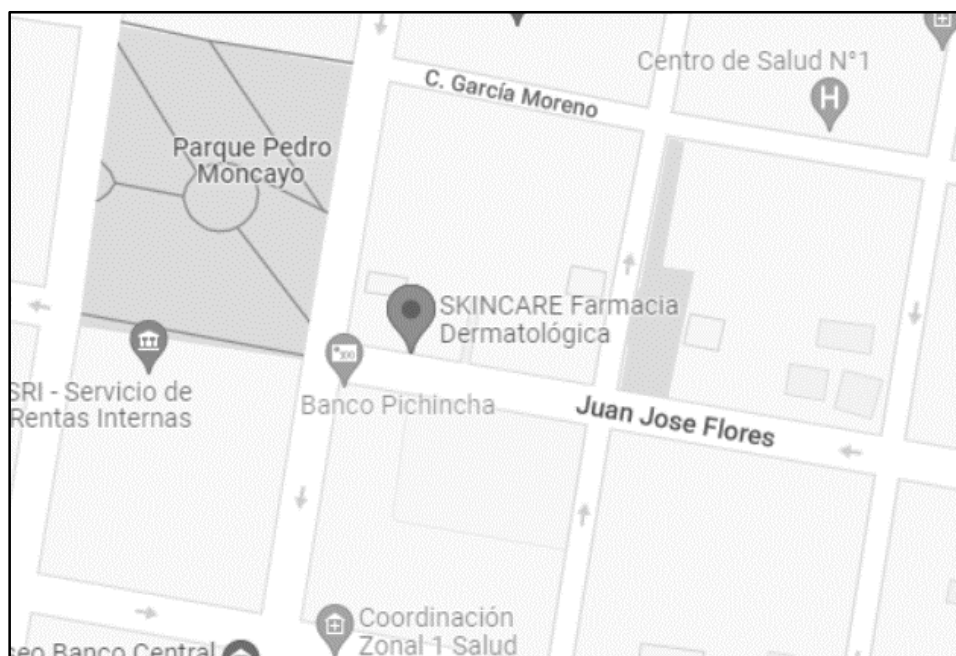 Centro de Salud N°1
H
C. García Moreno
Parque Pedro
Moncayo
SKINCARE Farmacia
Dermatológica
SRI - Servicio de
Rentas Internas
Banco Pichincha
Juan Jose Flores
Coordinación
Zonal 1 Salud
seo Banco Central